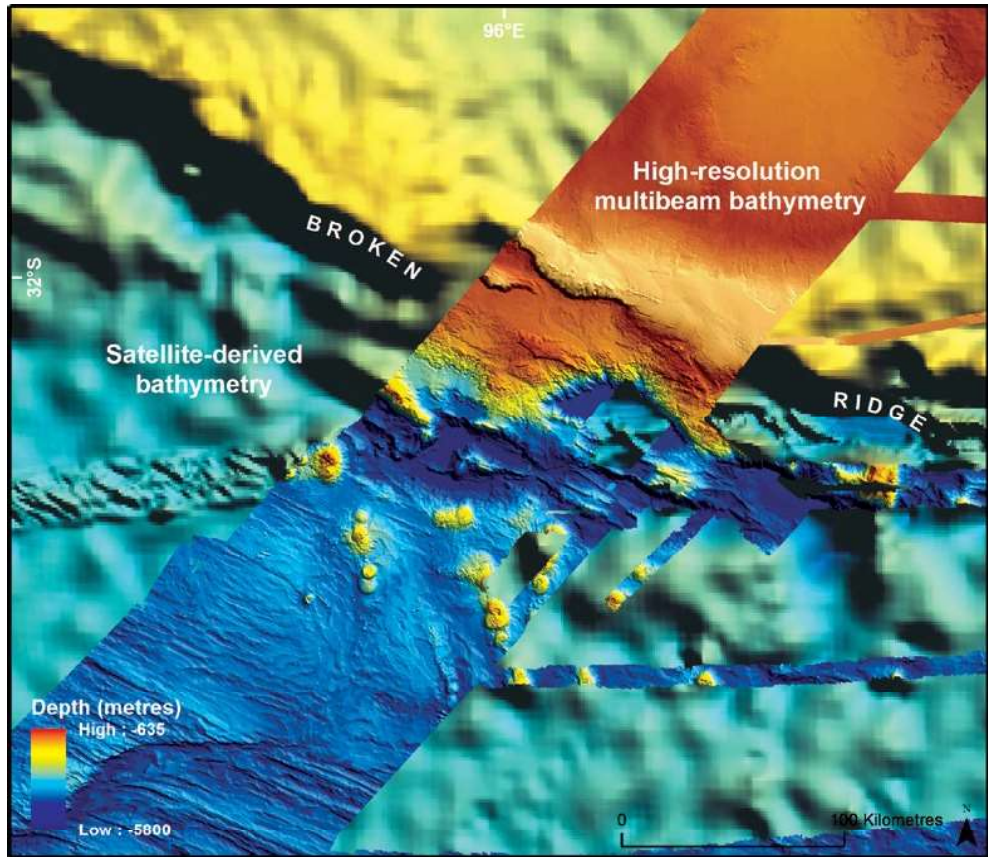 96°E
High-resolution
multibeam bathymetry
BROKEN
32°S
Satellite-derived
bathymetry
RIDGE
Depth (metres)
High : -635
Low : -5800
0
100 Kilometres
N